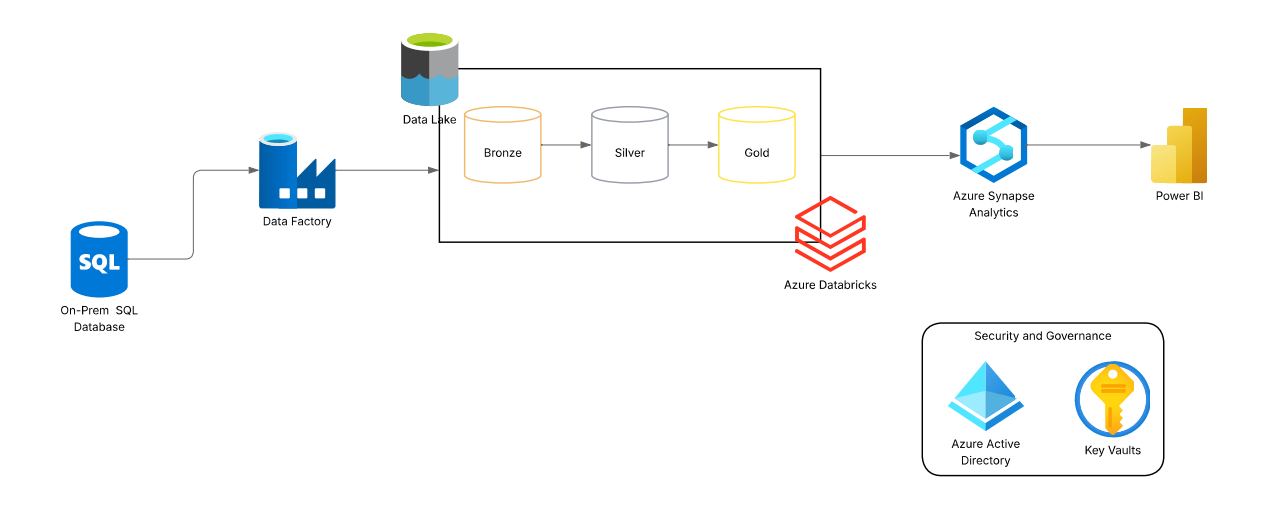 Data Lake
Bronze
Silver
Gold
Data Factory
SQL
On-Prem SQL
Database
Azure Databricks
Azure Synapse
Analytics
Power BI
Security and Governance
Azure Active
Directory
Key Vaults